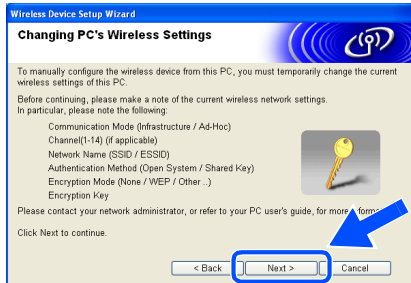 Wireless Device Setup Wizard
Changing PC's Wireless Settings
To manually configure the wireless device from this PC, you must temporarily change the current
wireless settings of this PC.
Before continuing, please make a note of the current wireless network settings.
In particular, please note the following:
Communication Mode (Infrastructure / Ad-Hoc)
Channel(1-14) (if applicable)
Network Name (SSID / ESSID)
Authentication Method (Open System / Shared Key)
Encryption Mode (None / WEP / Other ..)
Encryption Key
Please contact your network administrator, or refer to your PC user's guide, for more
Click Next to continue.
< Back
Next >
Cancel